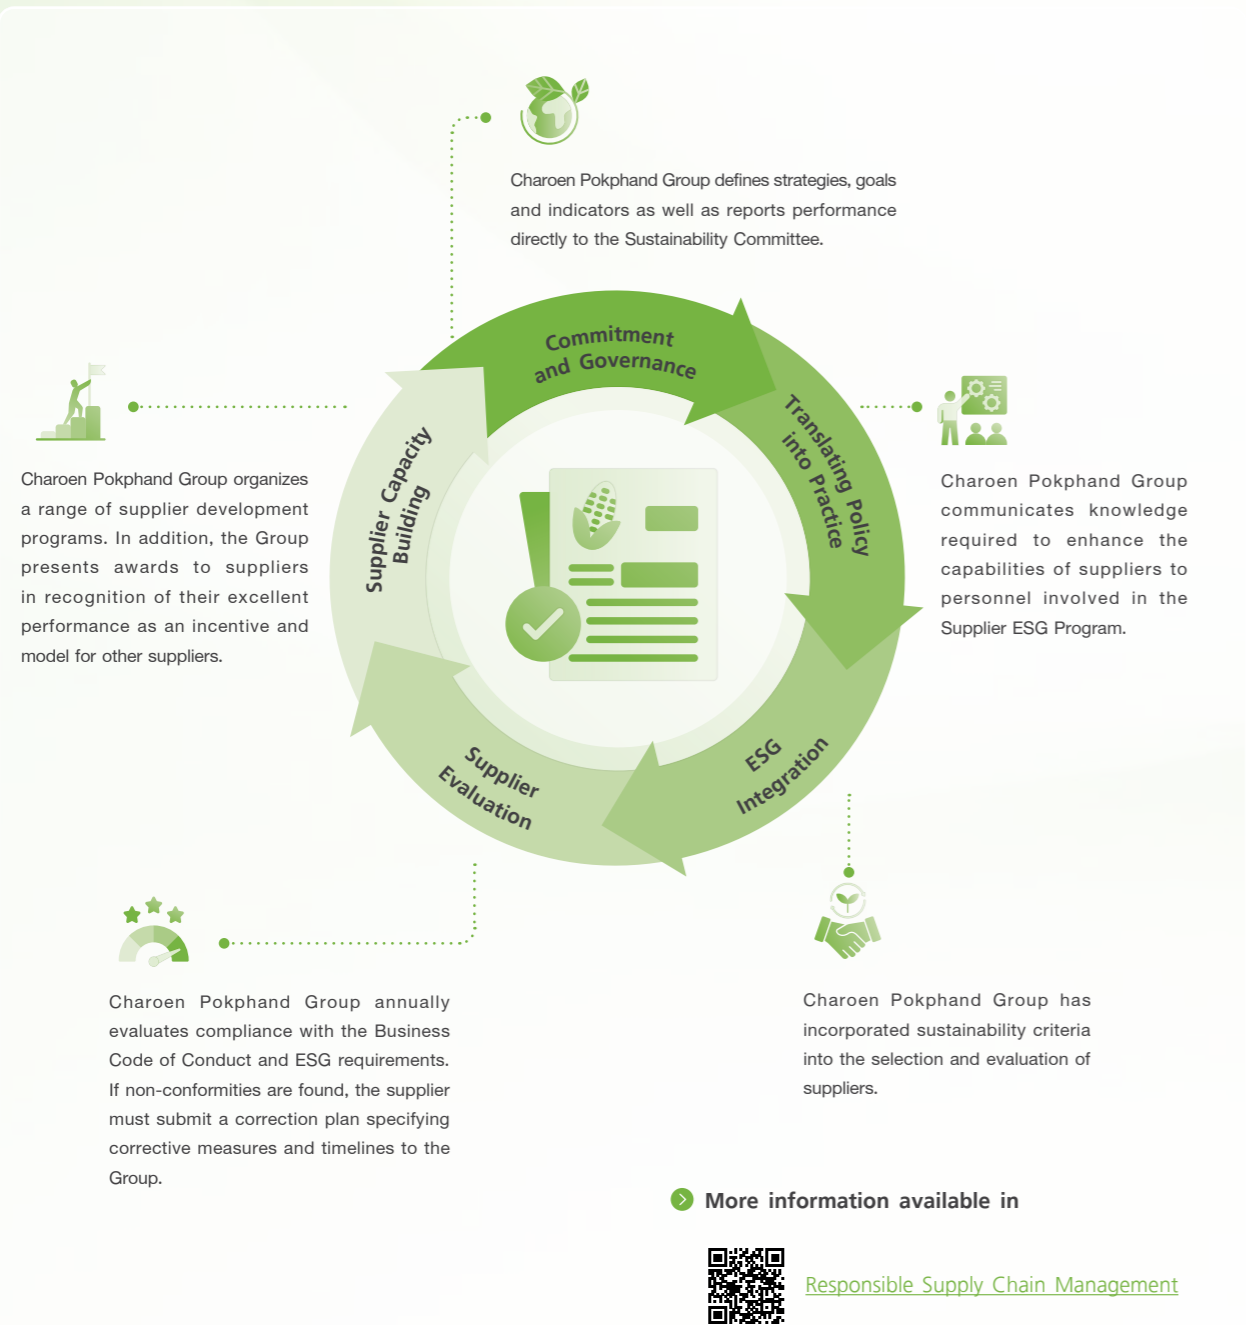 Charoen Pokphand Group defines strategies, goals
and indicators as well as reports performance
directly to the Sustainability Committee.
Commitment
and Governance
Translating Policy
into Practice
Charoen Pokphand Group
communicates knowledge
required to enhance the
capabilities of suppliers to
personnel involved in the
Supplier ESG Program.
ESG
Integration
Charoen Pokphand Group has
incorporated sustainability criteria
into the selection and evaluation of
suppliers.
Supplier
Evaluation
Charoen Pokphand Group annually
evaluates compliance with the Business
Code of Conduct and ESG requirements.
If non-conformities are found, the supplier
must submit a correction plan specifying
corrective measures and timelines to the
Group.
Supplier Capacity
Building
Charoen Pokphand Group organizes
a range of supplier development
programs. In addition, the Group
presents awards to suppliers
in recognition of their excellent
performance as an incentive and
model for other suppliers.
More information available in
Responsible Supply Chain Management